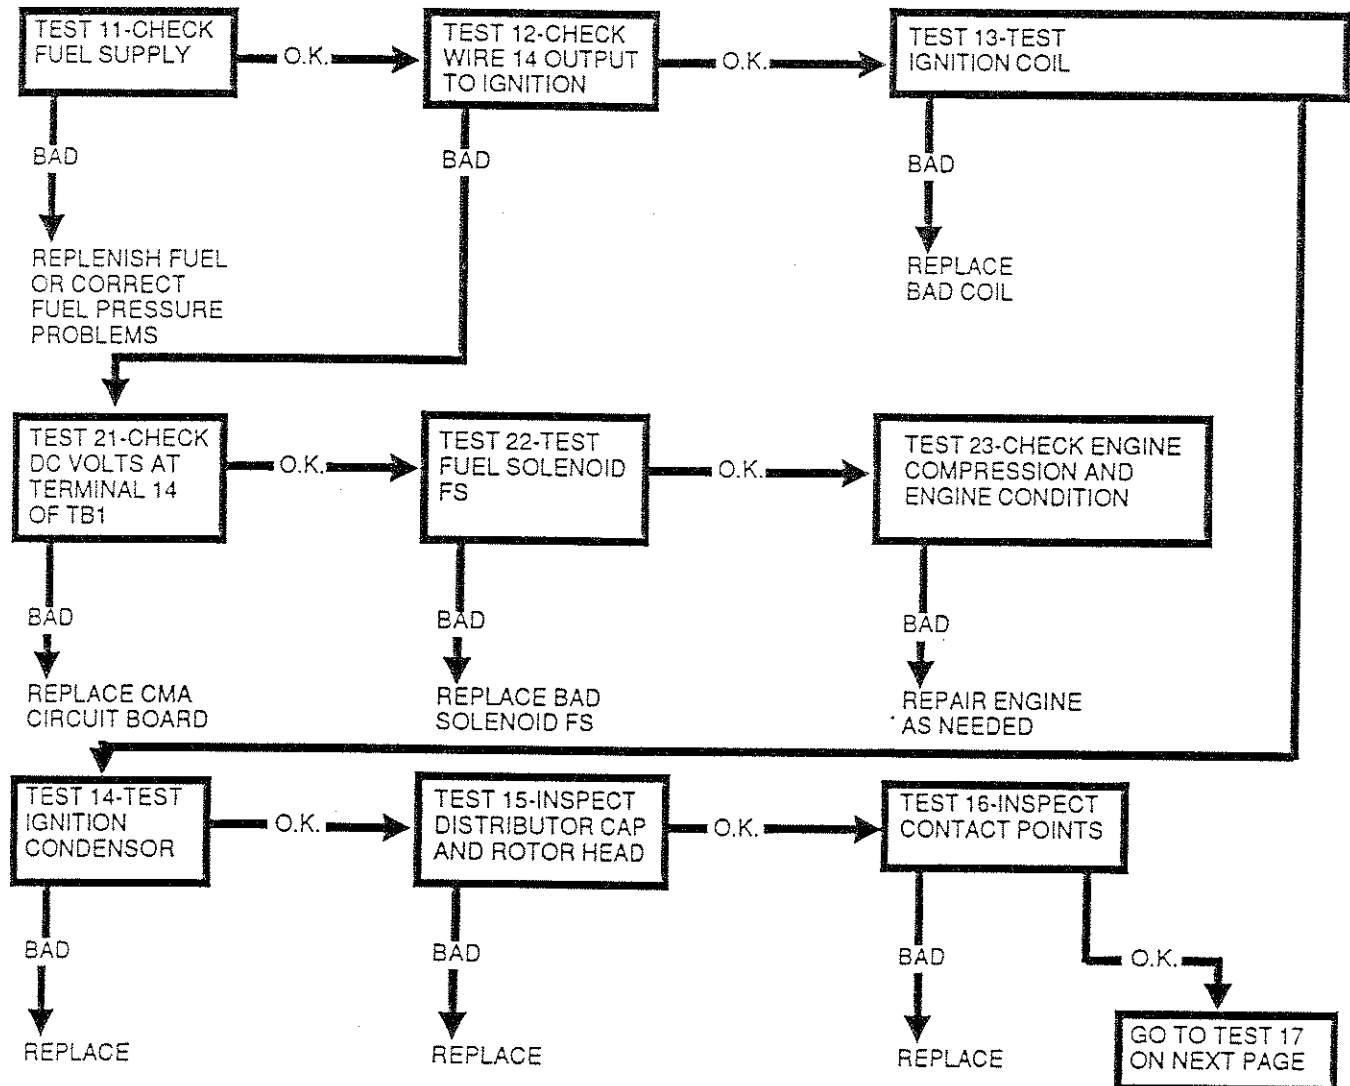 TEST 11-CHECK
FUEL SUPPLY
O.K.
TEST 12-CHECK
WIRE 14 OUTPUT
TO IGNITION
O.K.
TEST 13-TEST
IGNITION COIL
BAD
BAD
BAD
REPLENISH FUEL
OR CORRECT
FUEL PRESSURE
PROBLEMS
REPLACE
BAD COIL
TEST 21-CHECK
DC VOLTS AT
TERMINAL 14
OF TB1
O.K.
TEST 22-TEST
FUEL SOLENOID
FS
O.K.
TEST 23-CHECK ENGINE
COMPRESSION AND
ENGINE CONDITION
BAD
BAD
BAD
REPLACE CMA
CIRCUIT BOARD
REPLACE BAD
SOLENOID FS
REPAIR ENGINE
AS NEEDED
TEST 14-TEST
IGNITION
CONDENSOR
O.K.
TEST 15-INSPECT
DISTRIBUTOR CAP
AND ROTOR HEAD
O.K.
TEST 16-INSPECT
CONTACT POINTS
BAD
BAD
BAD
O.K.
REPLACE
REPLACE
REPLACE
GO TO TEST 17
ON NEXT PAGE